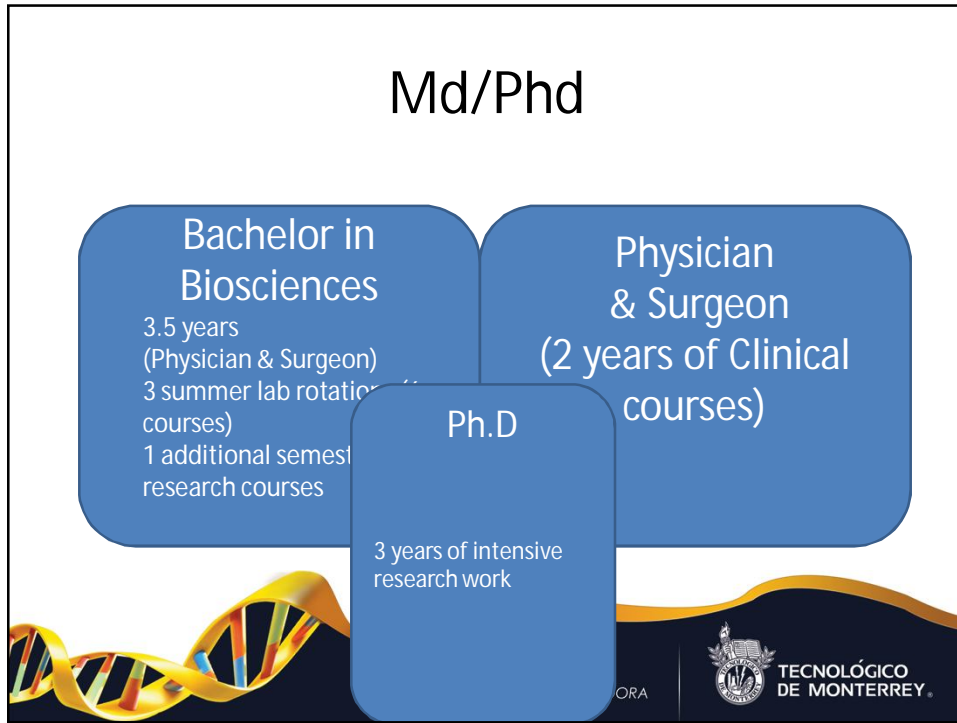 Md/Phd
Bachelor in
Biosciences
3.5 years
(Physician & Surgeon)
3 summer lab rotation
courses)
1 additional semest
research courses
Physician
& Surgeon
(2 years of Clinical
courses)
Ph.D
3 years of intensive
research work
ORA
TECNOLÓGICO
DE MONTERREY®